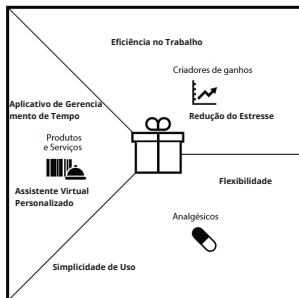 Eficiência no Trabalho
Criadores de ganhos
Redução do Estresse
Aplicativo de Gerencia
mento de Tempo
Produtos
e Serviços
Assistente Virtual
Personalizado
Flexibilidade
Analgésicos
Simplicidade de Uso